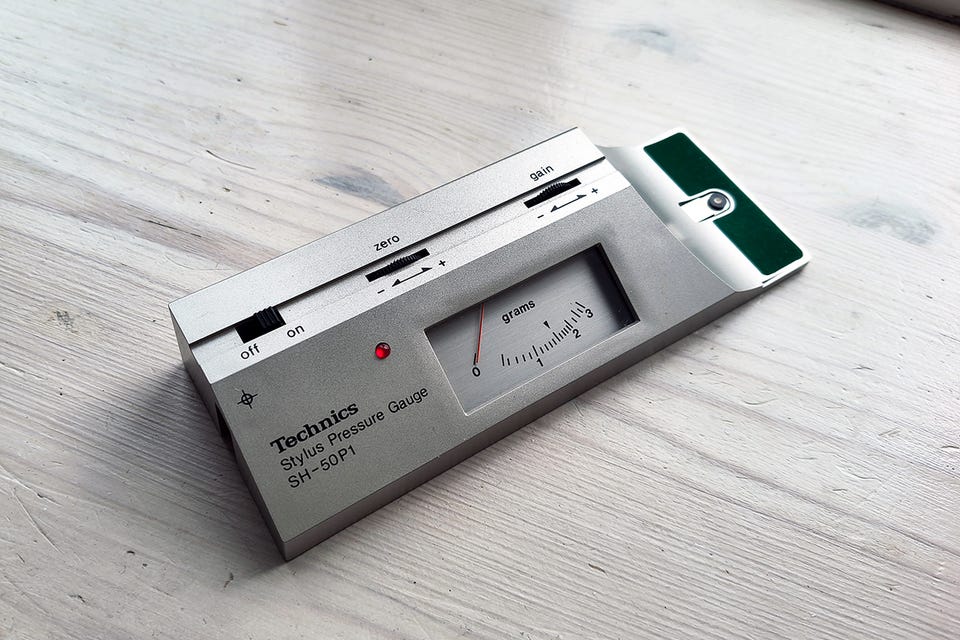 gain
- +
zero
- +
off on
grams
0 1 2 3
Technics
Stylus Pressure Gauge
SH-50P1